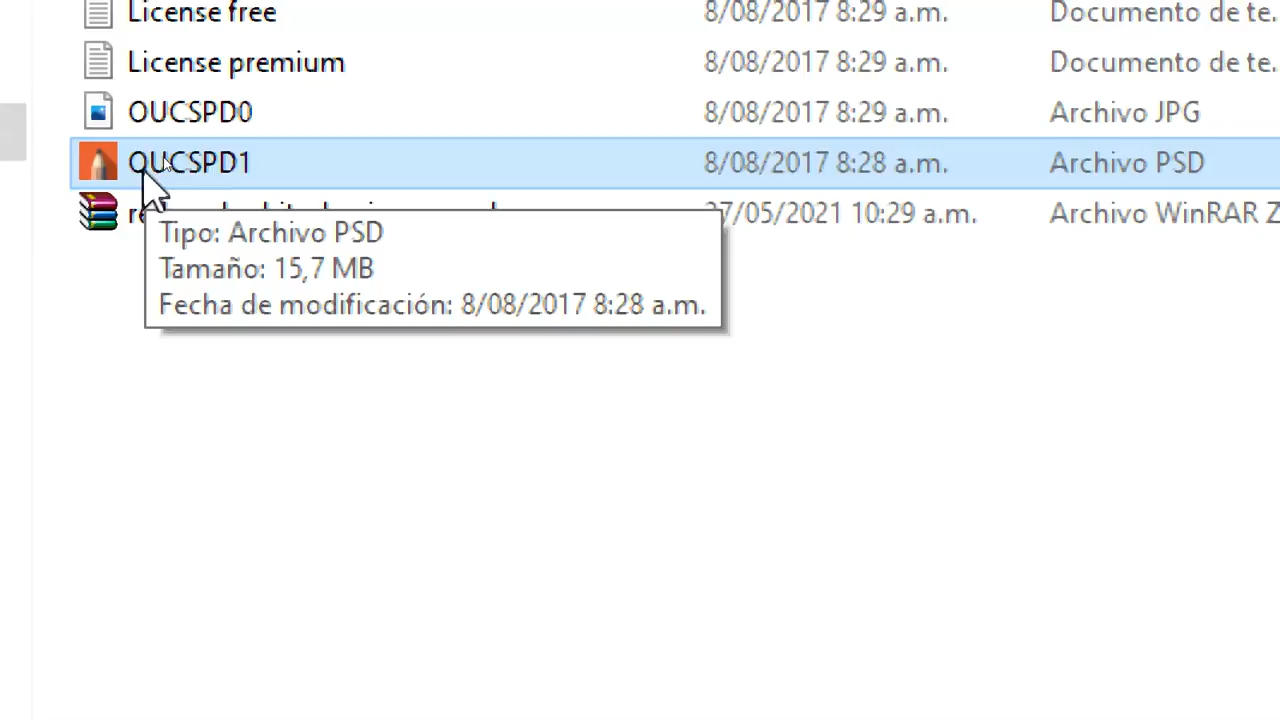 License free 8/08/2017 8:29 a.m. Documento de te.
License premium 8/08/2017 8:29 a.m. Documento de te.
OUCSPD0 8/08/2017 8:29 a.m. Archivo JPG
OUCSPD1 8/08/2017 8:28 a.m. Archivo PSD
27/05/2021 10:29 a.m. Archivo WinRAR Z
Tipo: Archivo PSD
Tamaño: 15,7 MB
Fecha de modificación: 8/08/2017 8:28 a.m.